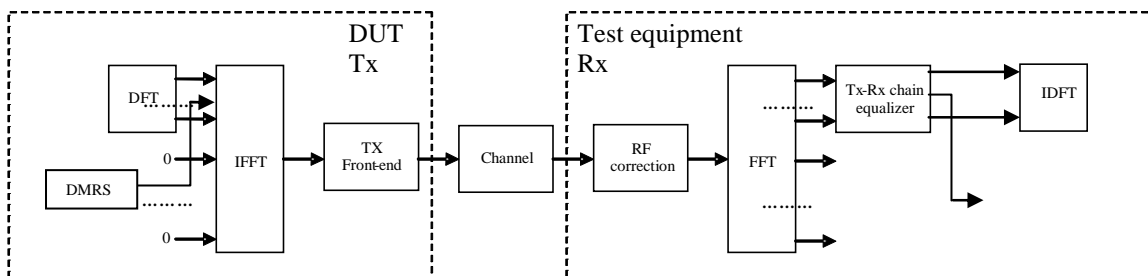 DUT
Tx
Test equipment
Rx
DFT
………
IFFT
0
DMRS
………
0
TX
Front-end
Channel
RF
correction
FFT
………
………
Tx-Rx chain
equalizer
IDFT